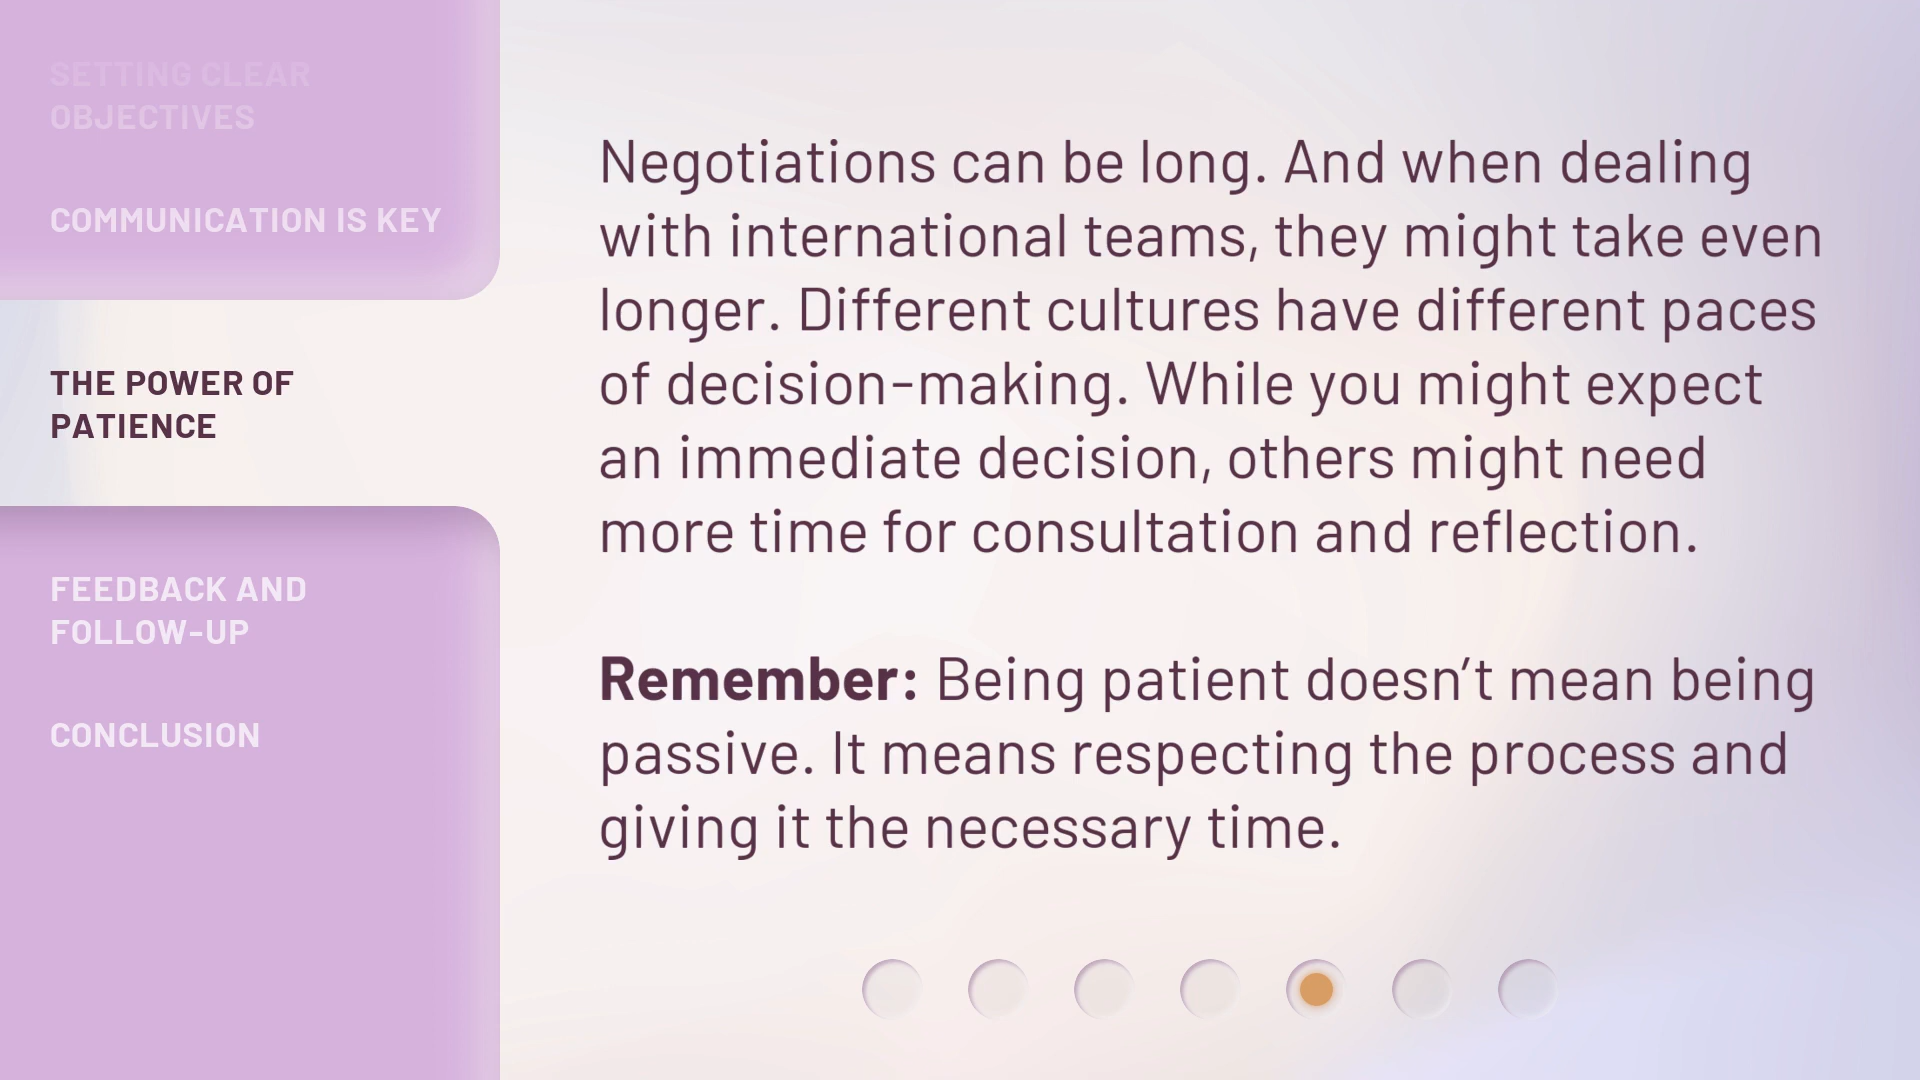 SETTING CLEAR
OBJECTIVES
COMMUNICATION IS KEY
THE POWER OF
PATIENCE
FEEDBACK AND
FOLLOW-UP
CONCLUSION
Negotiations can be long. And when dealing
with international teams, they might take even
longer. Different cultures have different paces
of decision-making. While you might expect
an immediate decision, others might need
more time for consultation and reflection.
Remember: Being patient doesn’t mean being
passive. It means respecting the process and
giving it the necessary time.